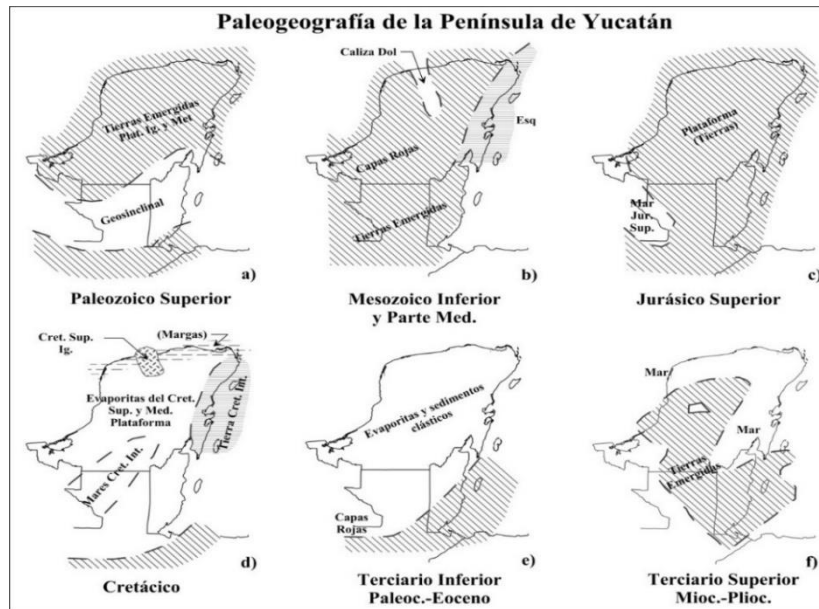 Paleogeografía de la Península de Yucatán
Tierras Emergidas
Plat. Ig. y Met
Geosinclinal
a)
Paleozoico Superior
Caliza Dol
Esq
Capas Rojas
Tierras Emergidas
b)
Mesozoico Inferior
y Parte Med.
Plataforma
(Tierras)
Mar
Jur.
Sup.
c)
Jurásico Superior
Cret. Sup.
Ig.
(Margas)
Evaporitas del Cret.
Sup. y Med.
Plataforma
Tierra Cret. Int.
Mares Cret. Int.
d)
Cretácico
Evaporitas y sedimentos
elásticos
Capas
Rojas
e)
Terciario Inferior
Paleoc.-Eoceno
Mar
Mar
Tierras
Emergidas
f)
Terciario Superior
Mioc.-Plioc.